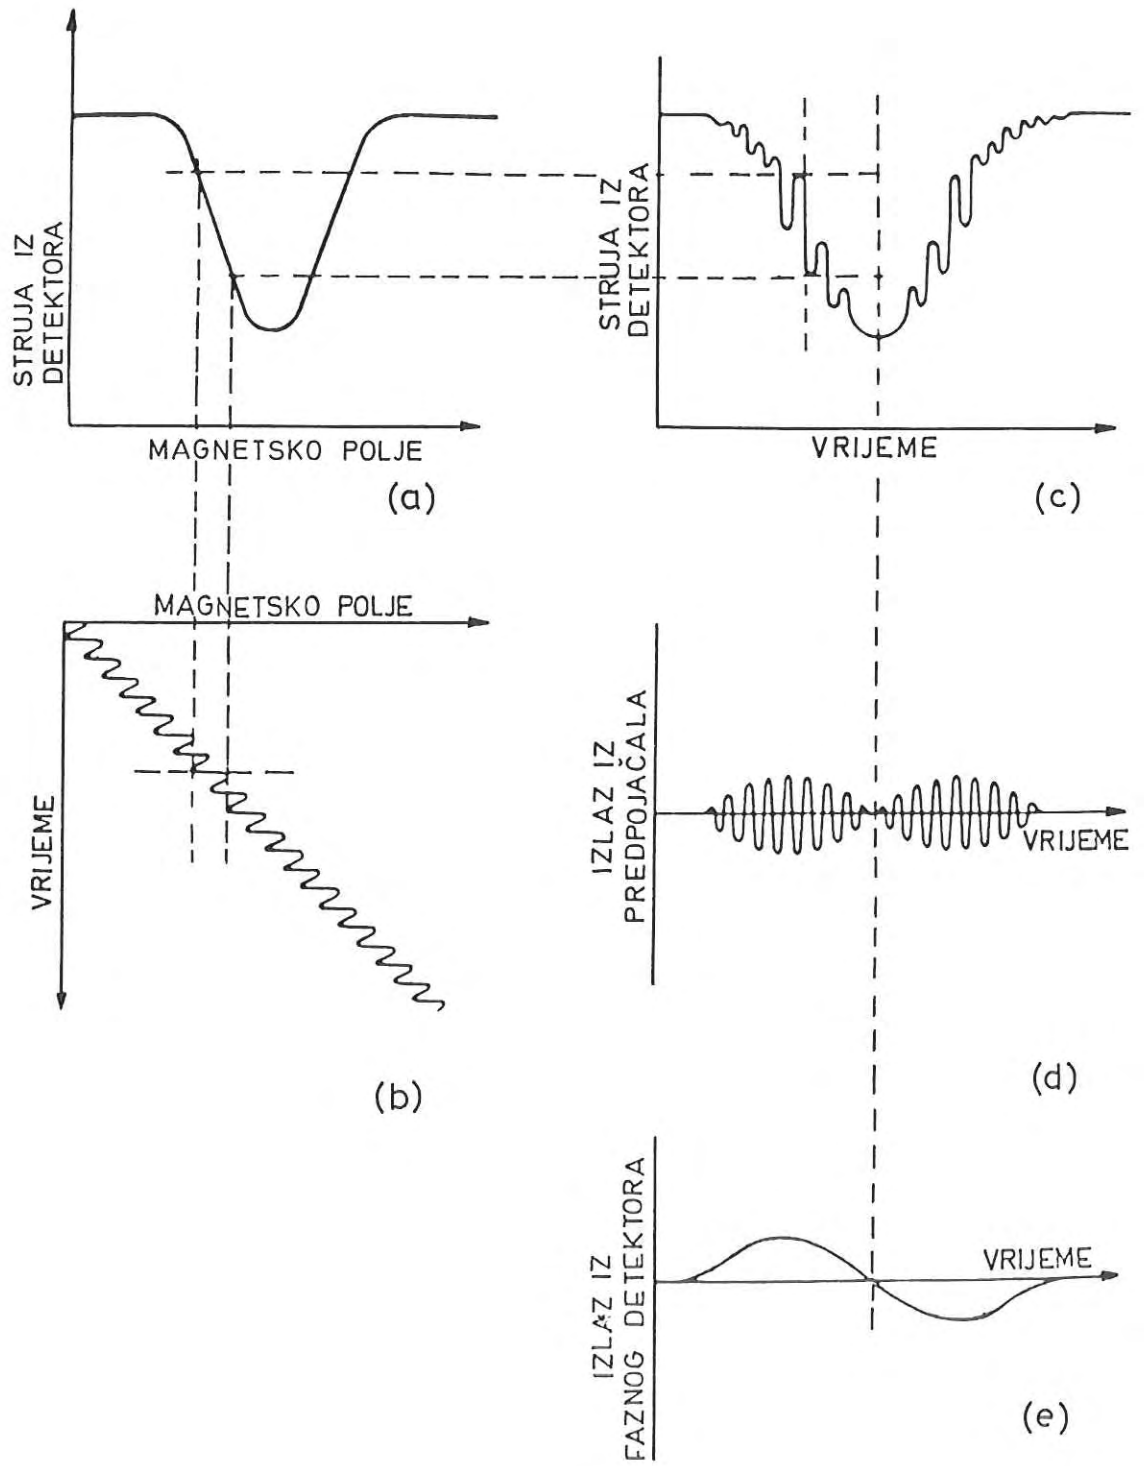 STRUJA IZ
DETEKTORA
MAGNETSKO POLJE
(a)
STRUJA IZ
DETEKTORA
VRIJEME
(c)
MAGNETSKO POLJE
VRIJEME
(b)
IZLAZ IZ
PREDPOJAČALA
VRIJEME
(d)
IZLAZ IZ
FAZNOG DETEKTORA
VRIJEME
(e)